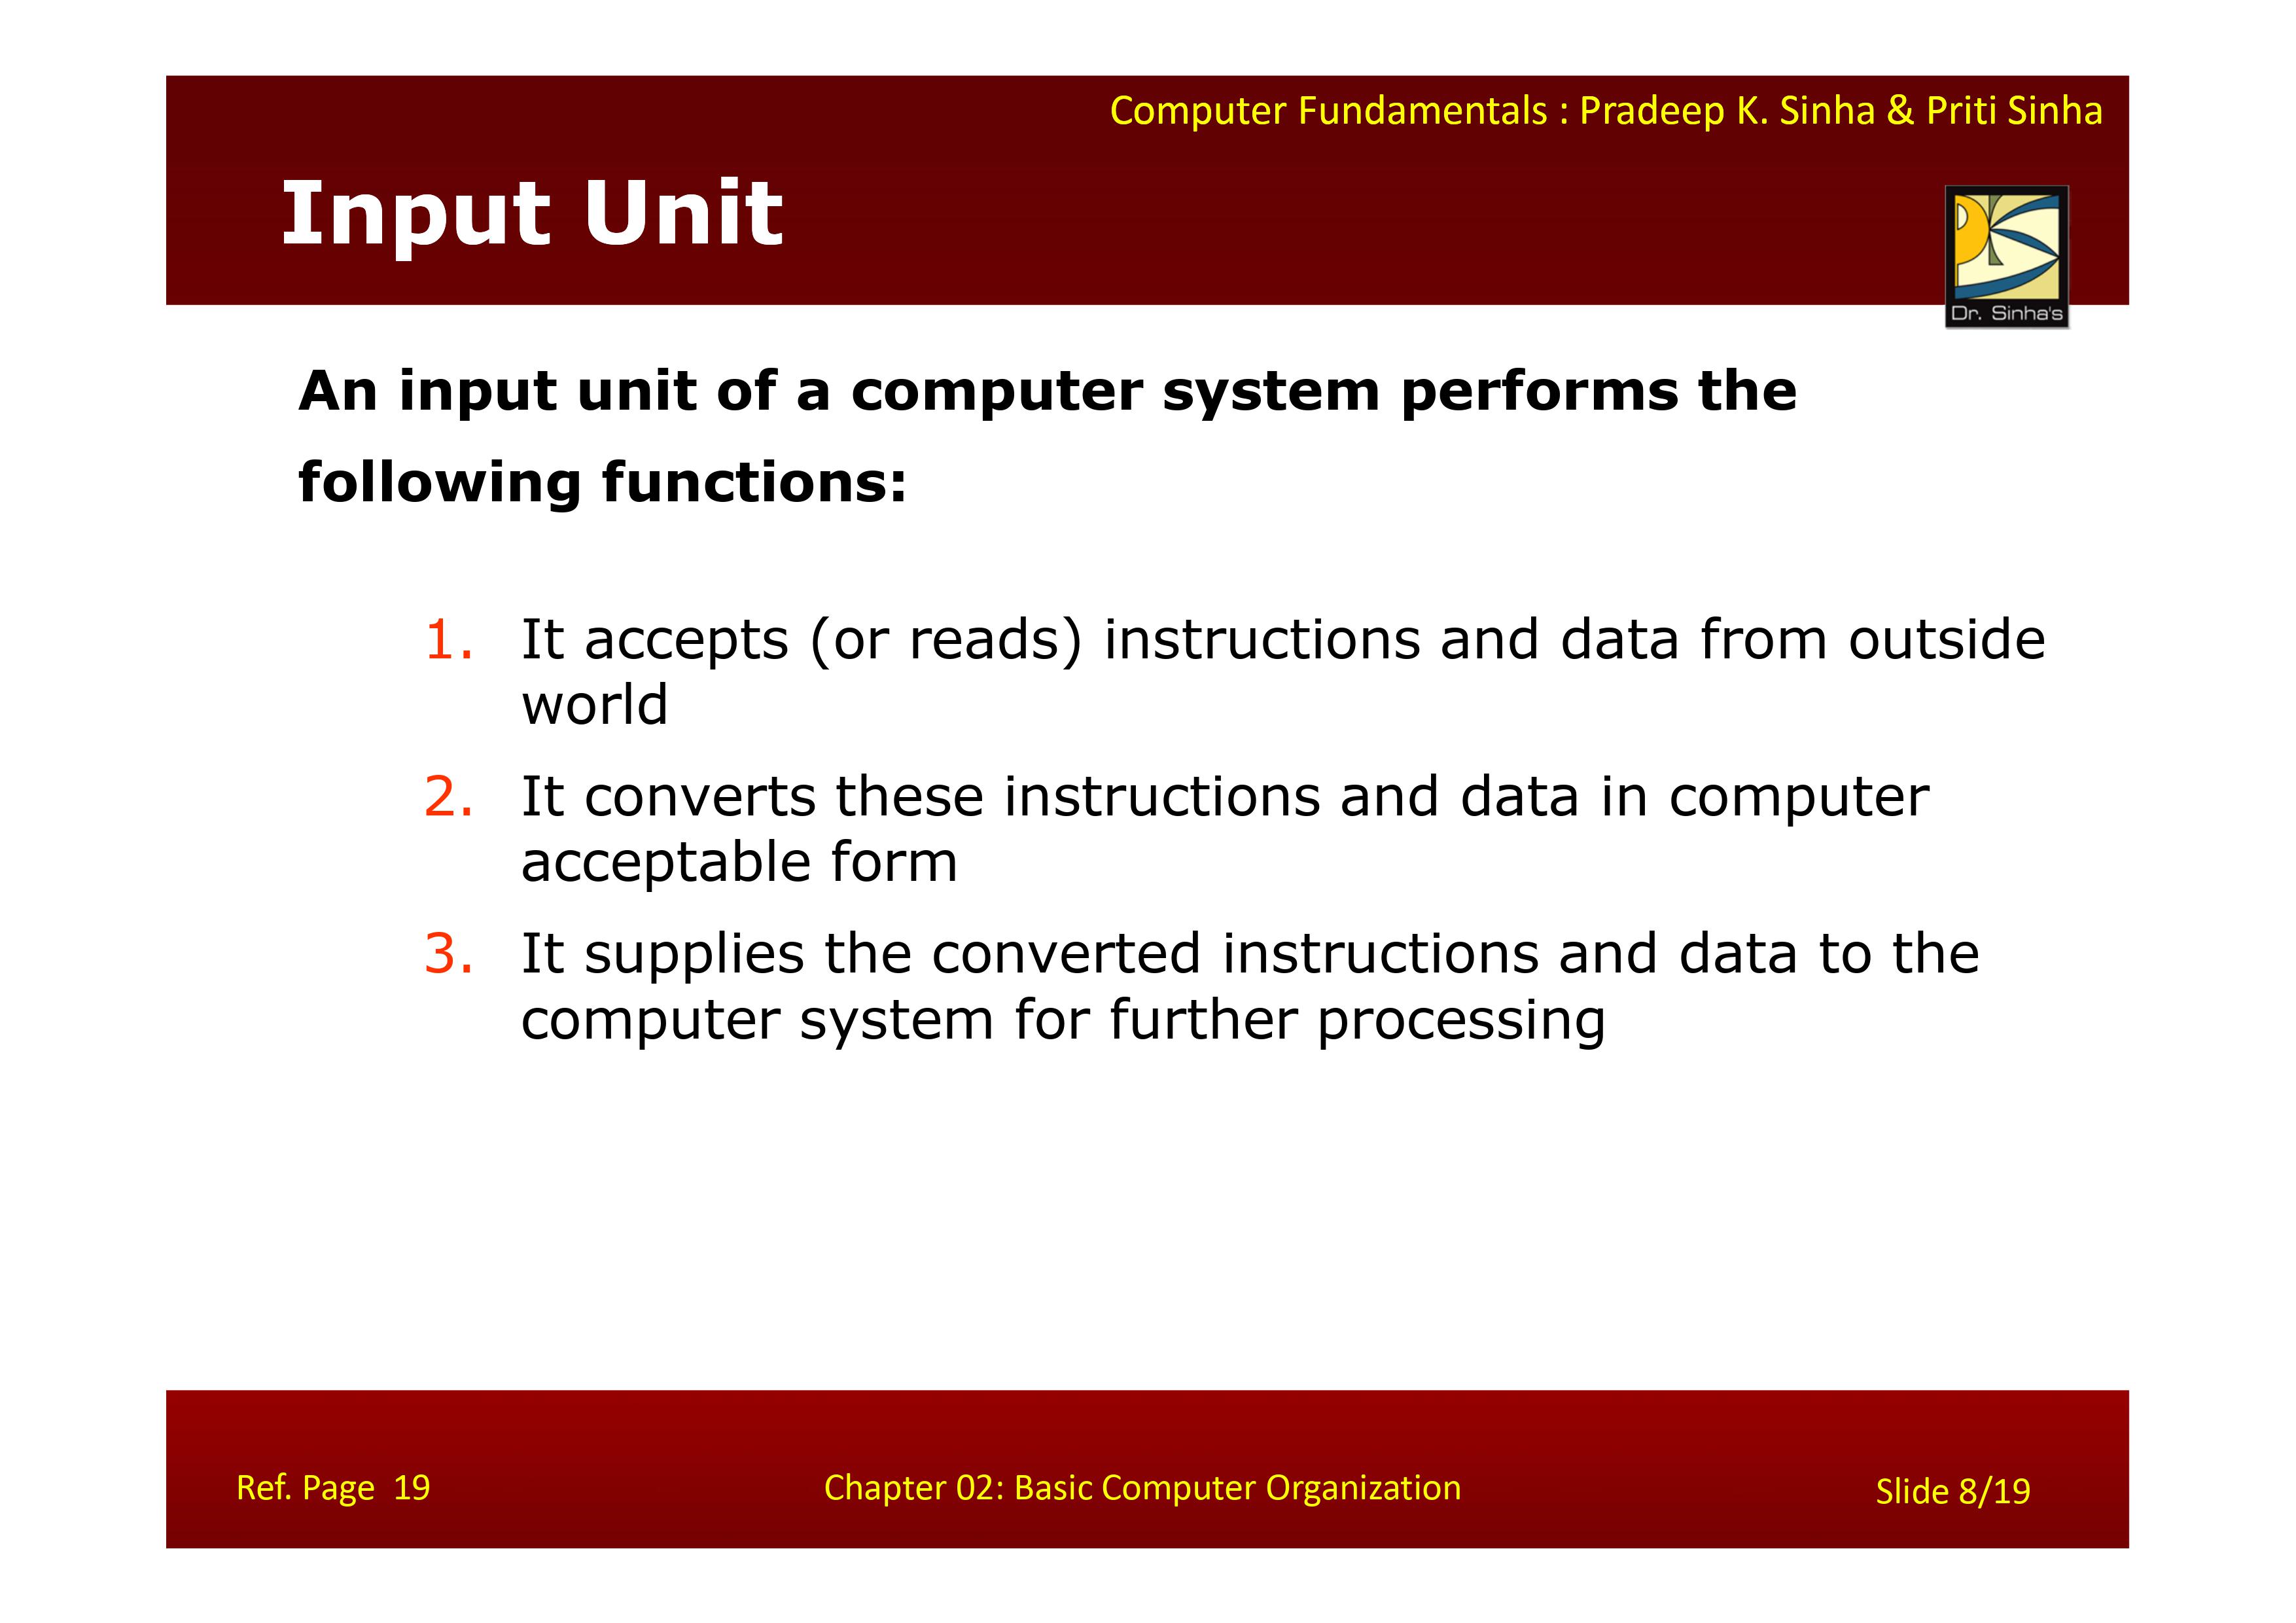 Computer Fundamentals : Pradeep K. Sinha & Priti Sinha
Input Unit
Dr. Sinha's
An input unit of a computer system performs the
following functions:
1. It accepts (or reads) instructions and data from outside
world
2. It converts these instructions and data in computer
acceptable form
3. It supplies the converted instructions and data to the
computer system for further processing
Ref. Page 19
Chapter 02: Basic Computer Organization
Slide 8/19